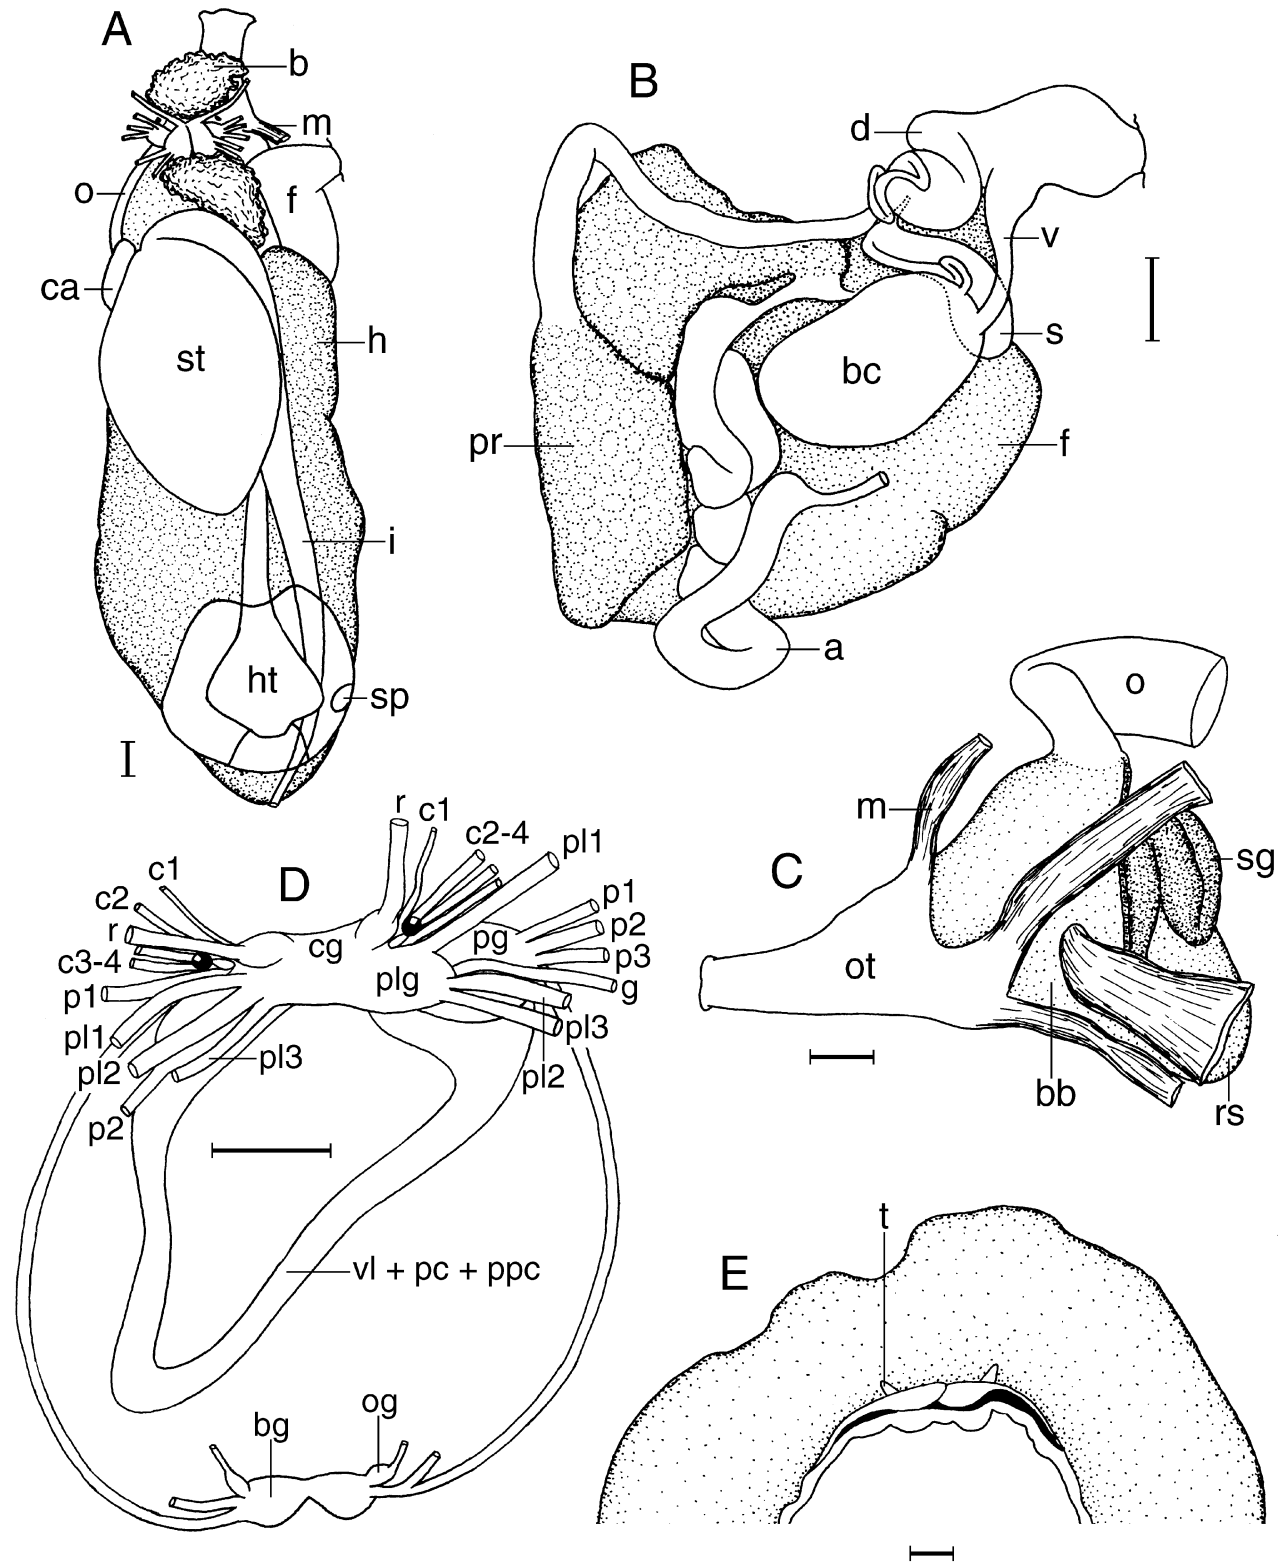 A
b
m
o
f
ca
h
st
i
ht
sp
B
d
v
s
bc
pr
f
a
C
o
m
sg
ot
bb
rs
D
r
c1
c2-4
pl1
c1
c2
r
c3-4
p1
pl1
pl2
p2
pl3
cg
pg
plg
p1
p2
p3
g
pl3
pl2
vl + pc + ppc
bg
og
E
t